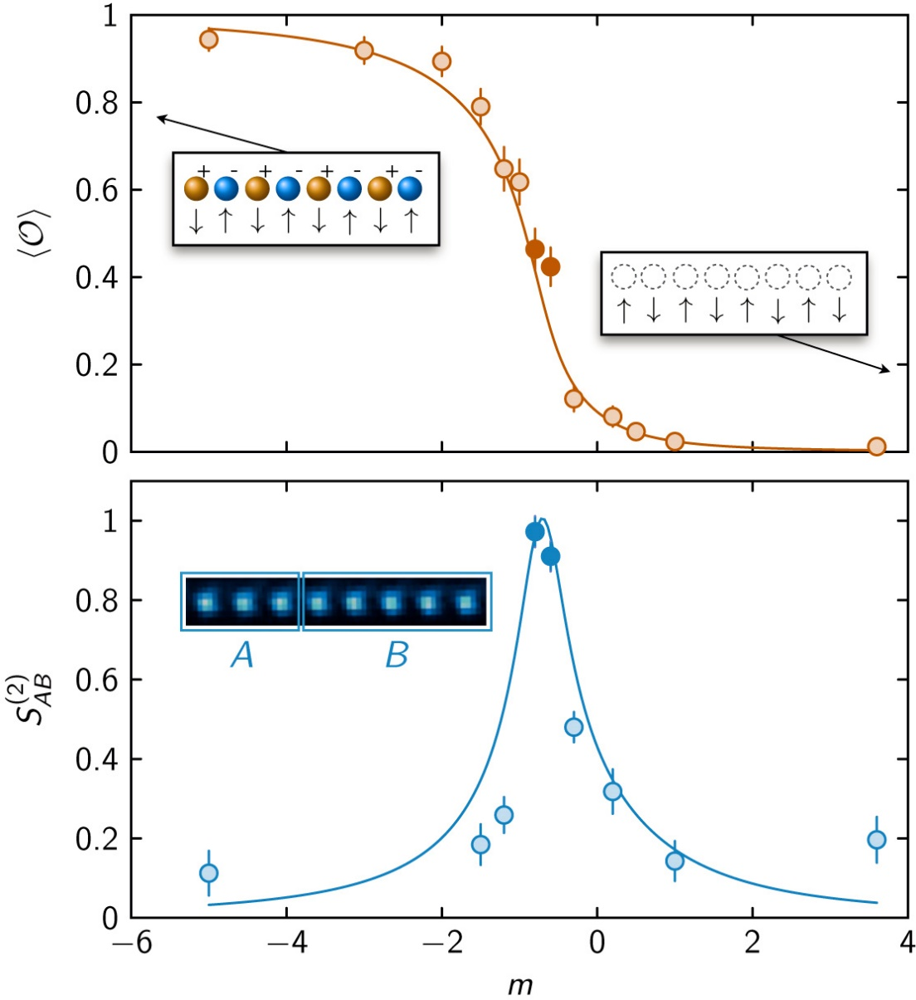 1
0.8
0.6
0.4
0.2
0
⟨𝒪⟩
+ - + - + - + -
↓ ↑ ↓ ↑ ↓ ↑ ↓ ↑
↑ ↓ ↑ ↓ ↑ ↓ ↑ ↓
1
0.8
0.6
0.4
0.2
0
S_{AB}^{(2)}
A B
−6 −4 −2 0 2 4
m